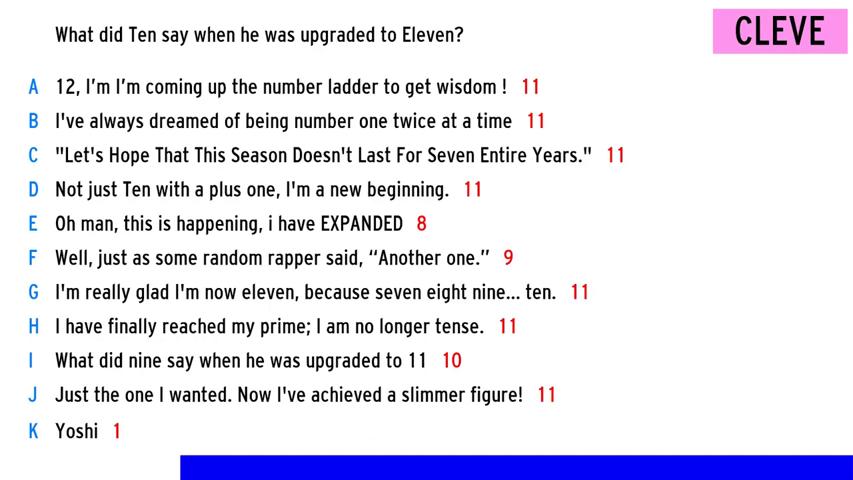 What did Ten say when he was upgraded to Eleven?
CLEVE
A 12, I’m I’m coming up the number ladder to get wisdom ! 11
B I've always dreamed of being number one twice at a time 11
C "Let's Hope That This Season Doesn't Last For Seven Entire Years." 11
D Not just Ten with a plus one, I'm a new beginning. 11
E Oh man, this is happening, i have EXPANDED 8
F Well, just as some random rapper said, “Another one.” 9
G I'm really glad I'm now eleven, because seven eight nine... ten. 11
H I have finally reached my prime; I am no longer tense. 11
I What did nine say when he was upgraded to 11 10
J Just the one I wanted. Now I've achieved a slimmer figure! 11
K Yoshi 1